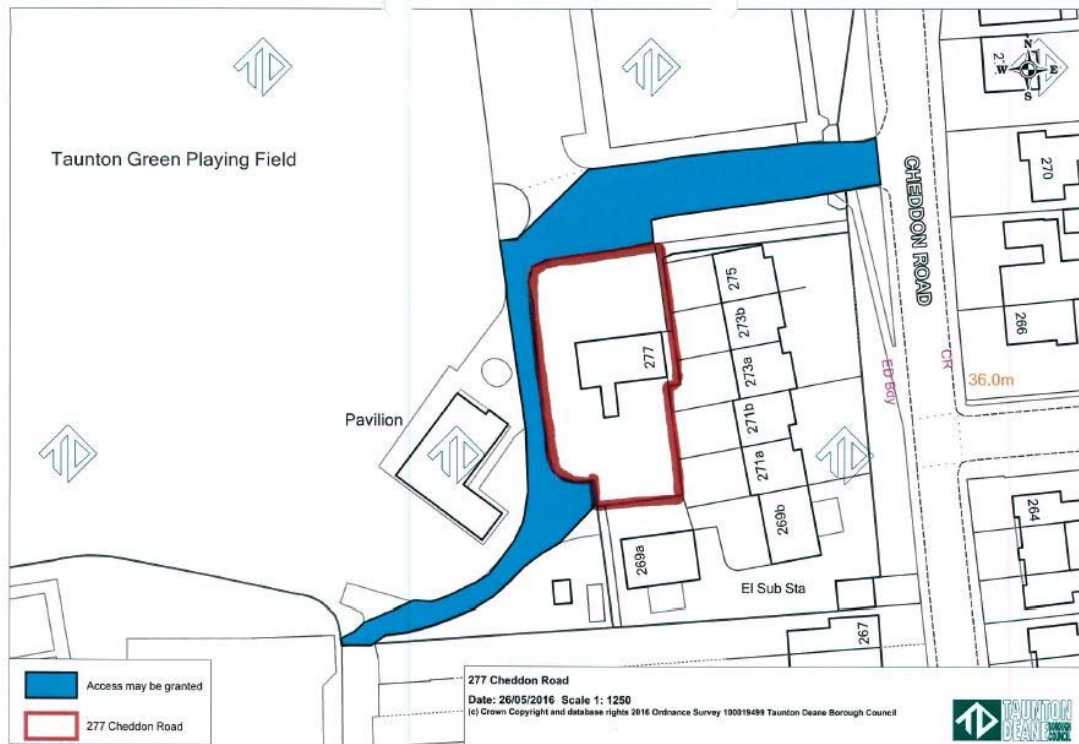 N
W E
S
Taunton Green Playing Field
270
CHEDDON ROAD
275
273b
266
277
273a
ED Bdy
CR
36.0m
Pavilion
271b
271a
264
269b
269a
El Sub Sta
267
Access may be granted
277 Cheddon Road
277 Cheddon Road
Date: 26/05/2016 Scale 1: 1250
(c) Crown Copyright and database rights 2016 Ordnance Survey 100019499 Taunton Deane Borough Council
TAUNTON
DEANE BOROUGH COUNCIL